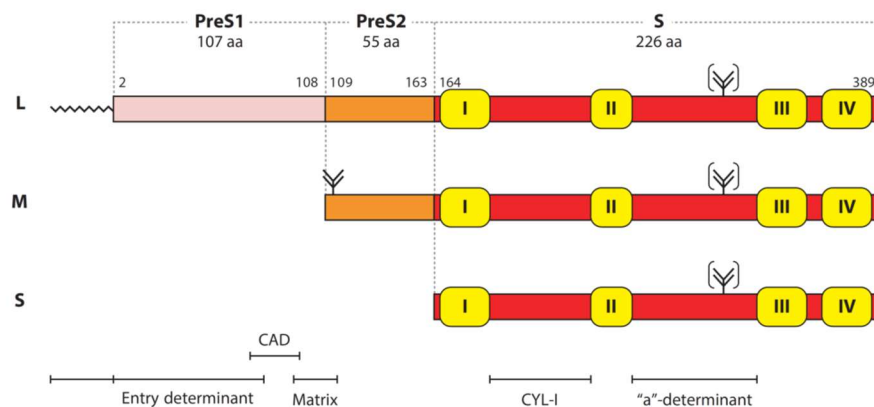 PreS1 PreS2 S
107 aa 55 aa 226 aa
2 108 109 163 164 389
L I II III IV
M I II III IV
S I II III IV
CAD
Entry determinant Matrix CYL-I “a”-determinant